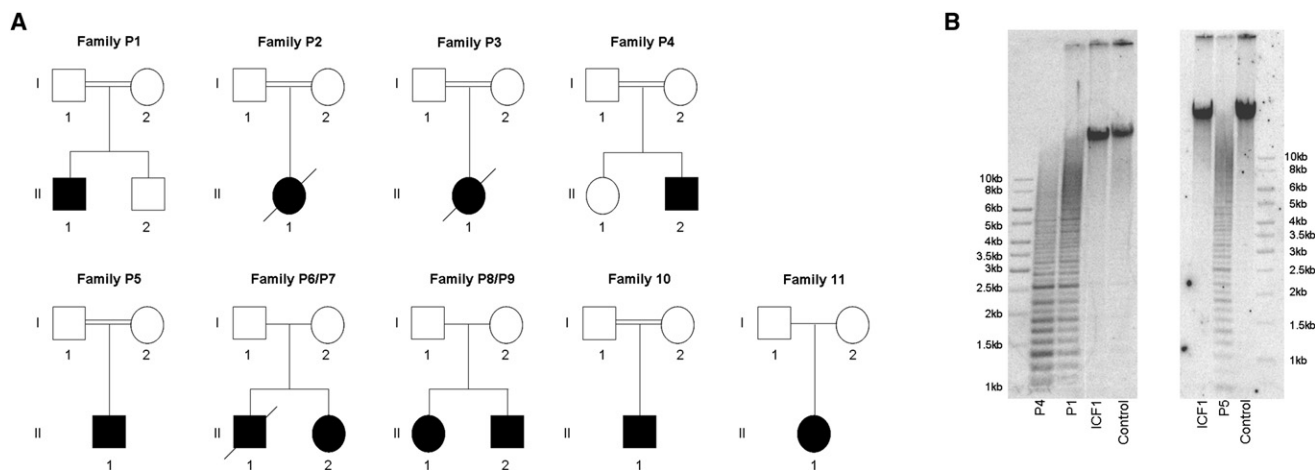 A
Family P1
Family P2
Family P3
Family P4
I
1 2
1 2
1 2
1 2
II
1 2
II
1
II
1
II
1 2
Family P5
Family P6/P7
Family P8/P9
Family 10
Family 11
I
1 2
I
1 2
I
1 2
I
1 2
I
1 2
II
1
II
1 2
II
1 2
II
1
II
1
B
10kb
8kb
6kb
5kb
4kb
3.5kb
3kb
2.5kb
2kb
1.5kb
1kb
P4
P1
ICF1
Control
10kb
8kb
6kb
5kb
4kb
3.5kb
3kb
2.5kb
2kb
1.5kb
1kb
ICF1
P5
Control